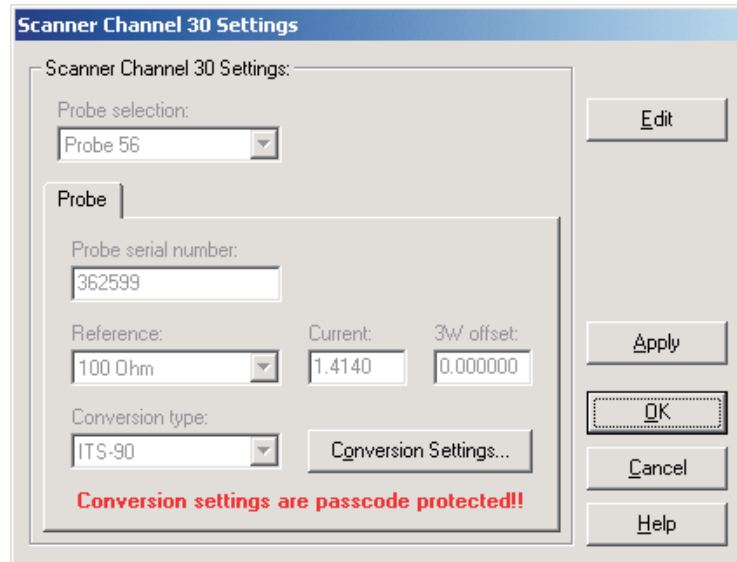 Scanner Channel 30 Settings
Scanner Channel 30 Settings:
Probe selection:
Probe 56
Edit
Probe
Probe serial number:
362599
Reference: Current: 3W offset:
100 Ohm 1.4140 0.000000
Apply
Conversion type:
ITS-90 Conversion Settings...
OK
Cancel
Conversion settings are passcode protected!!
Help